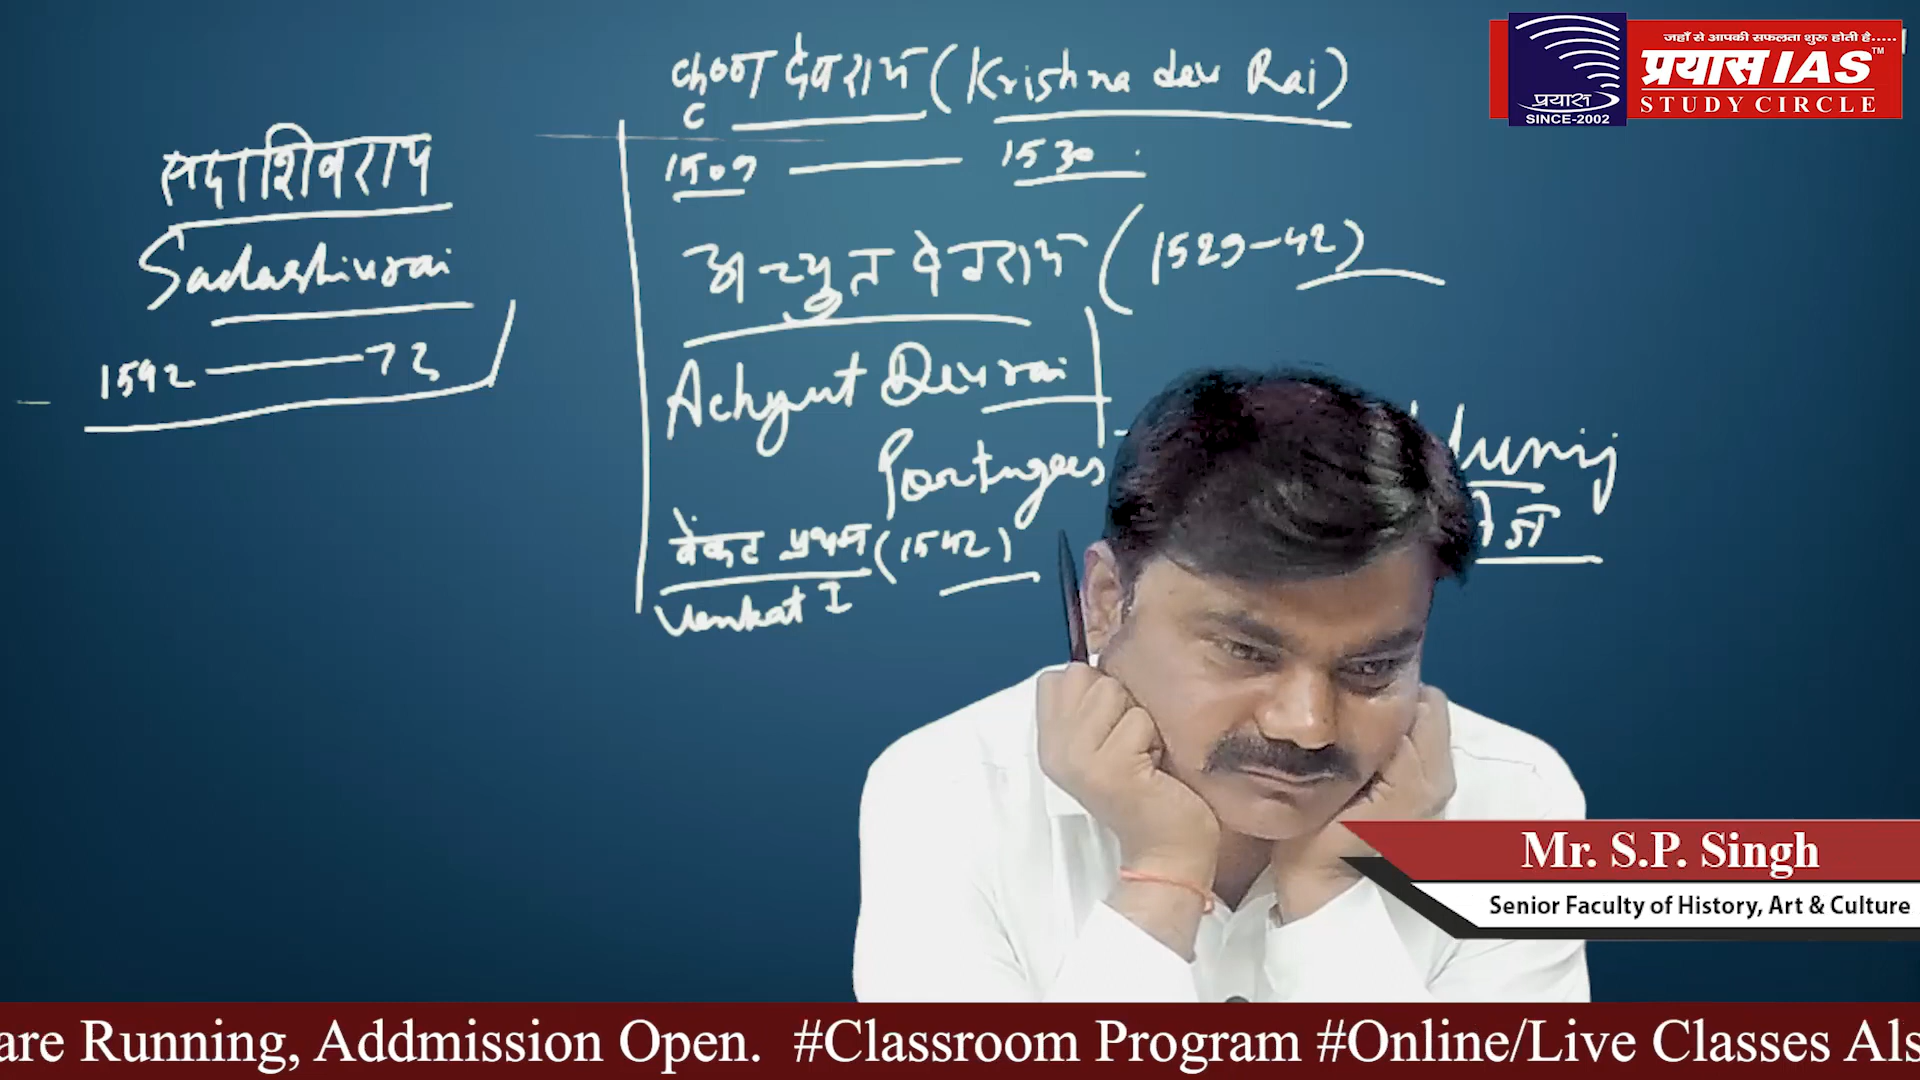 जहाँ से आपकी सफलता शुरू होती है.....
प्रयास IAS™
STUDY CIRCLE
प्रयास
SINCE-2002
देवराय (Krishna dev Rai)
1509 — 1530
अच्युत देवराय (1529-42)
Achyut Devrai
Portugees
वेंकट प्रथम (1542)
Venkat I
सदाशिवराय
Sadashivrai
1542 — 72
Mr. S.P. Singh
Senior Faculty of History, Art & Culture
are Running, Addmission Open. #Classroom Program #Online/Live Classes Als